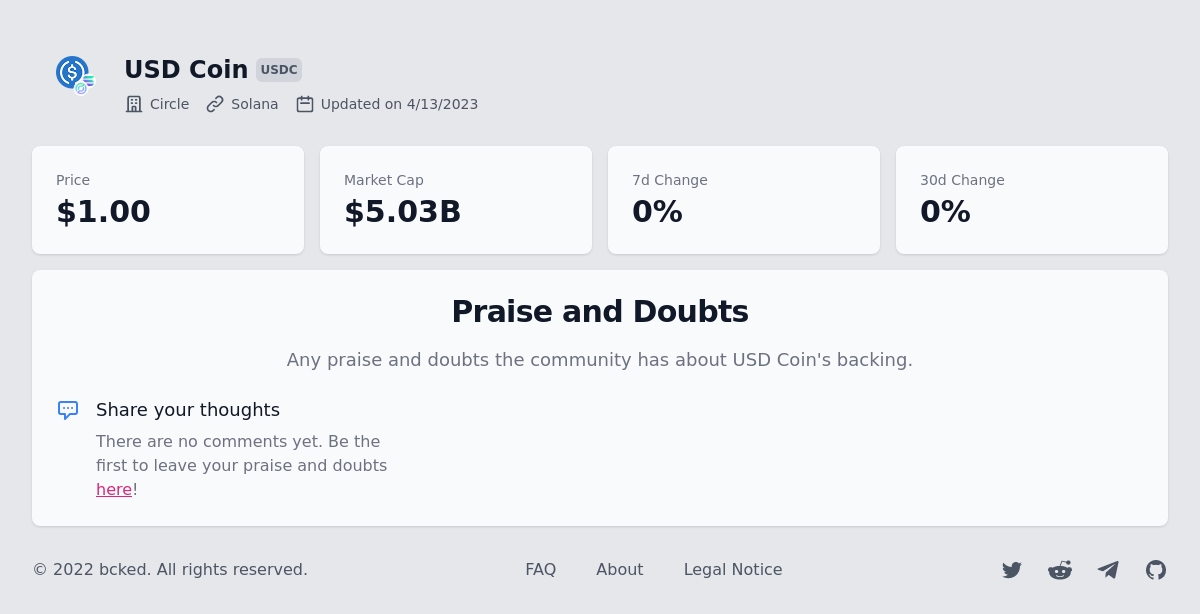 USD Coin USDC
Circle Solana Updated on 4/13/2023
Price
$1.00
Market Cap
$5.03B
7d Change
0%
30d Change
0%
Praise and Doubts
Any praise and doubts the community has about USD Coin's backing.
Share your thoughts
There are no comments yet. Be the
first to leave your praise and doubts
here!
© 2022 bcked. All rights reserved. FAQ About Legal Notice